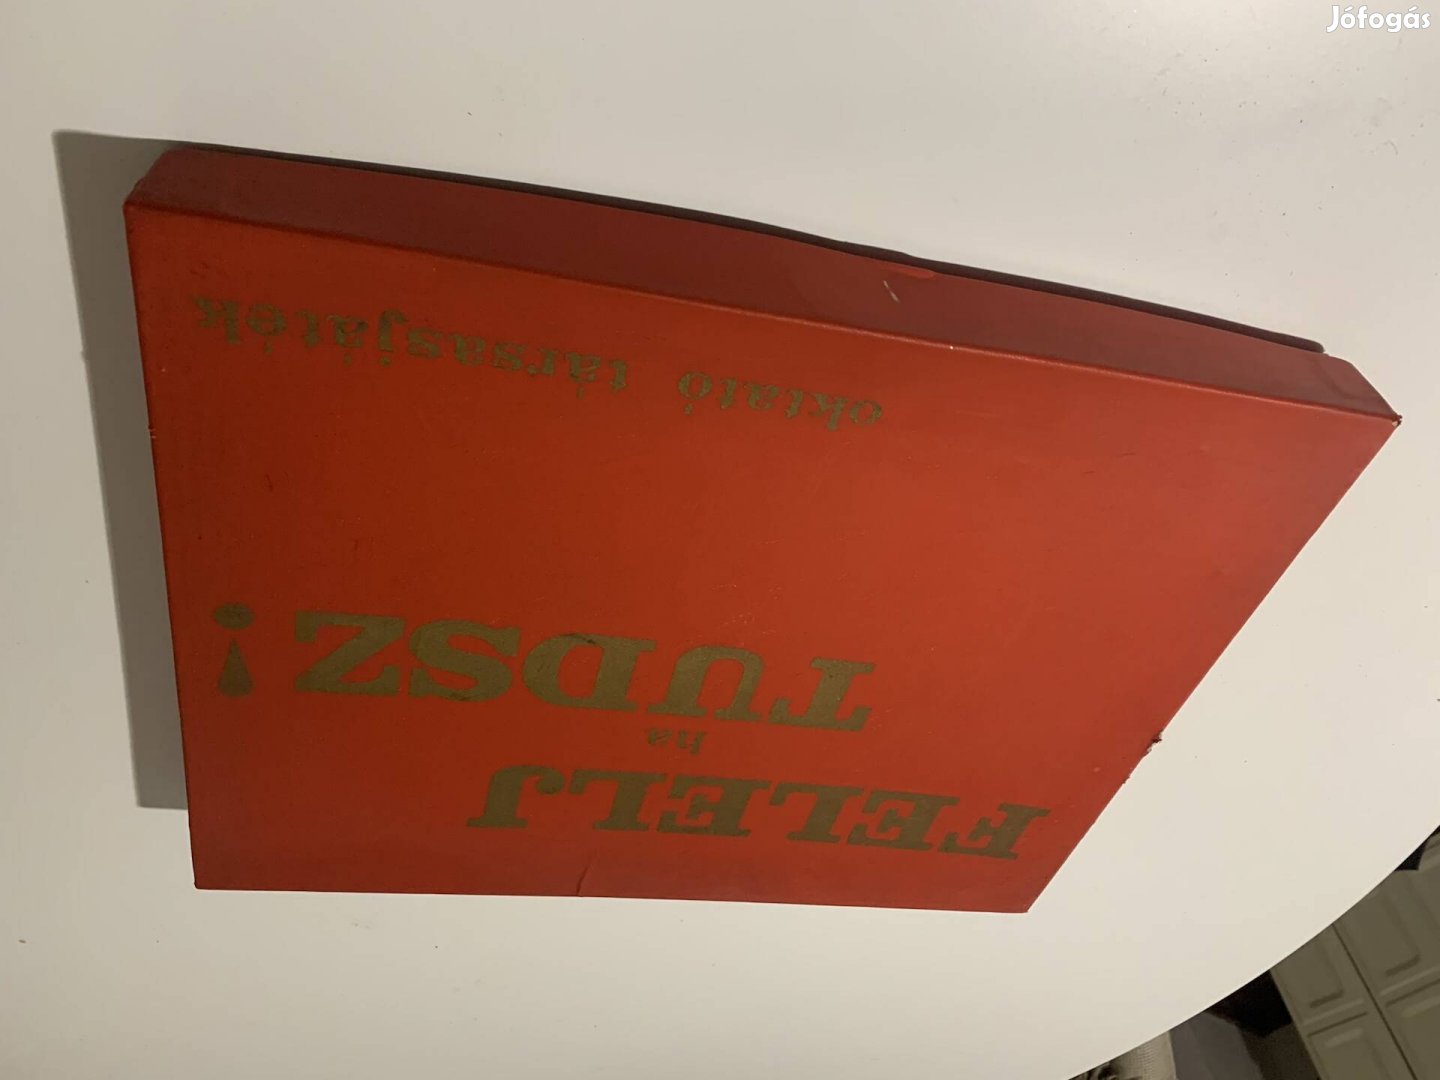 Jófogás
FELELJ
ha
TUDSZ!
oktató társasjáték